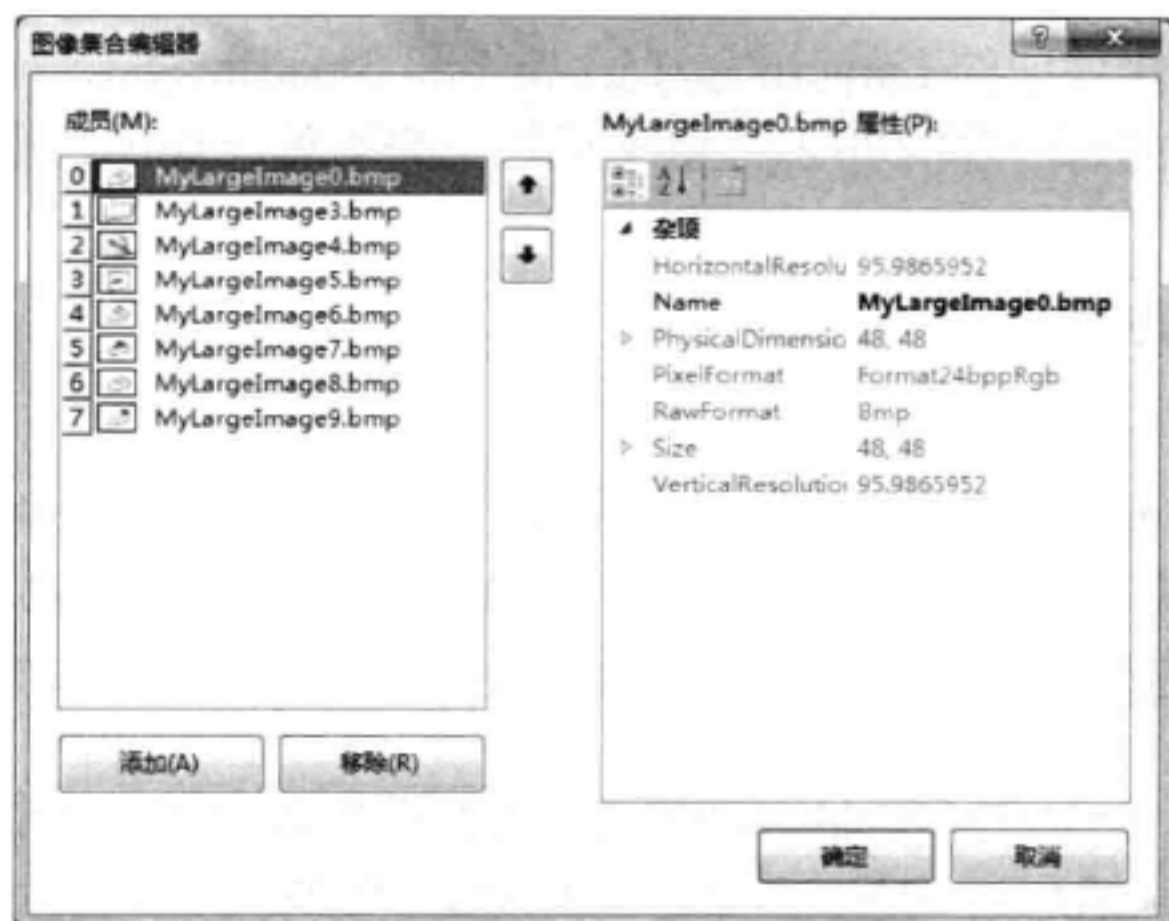 图像集合编辑器
成员(M):
0 MyLargeImage0.bmp
1 MyLargeImage3.bmp
2 MyLargeImage4.bmp
3 MyLargeImage5.bmp
4 MyLargeImage6.bmp
5 MyLargeImage7.bmp
6 MyLargeImage8.bmp
7 MyLargeImage9.bmp
添加(A)
移除(R)
MyLargeImage0.bmp 属性(P):
杂项
HorizontalResolu 95.9865952
Name MyLargeImage0.bmp
PhysicalDimensio 48, 48
PixelFormat Format24bppRgb
RawFormat Bmp
Size 48, 48
VerticalResolutio 95.9865952
确定
取消